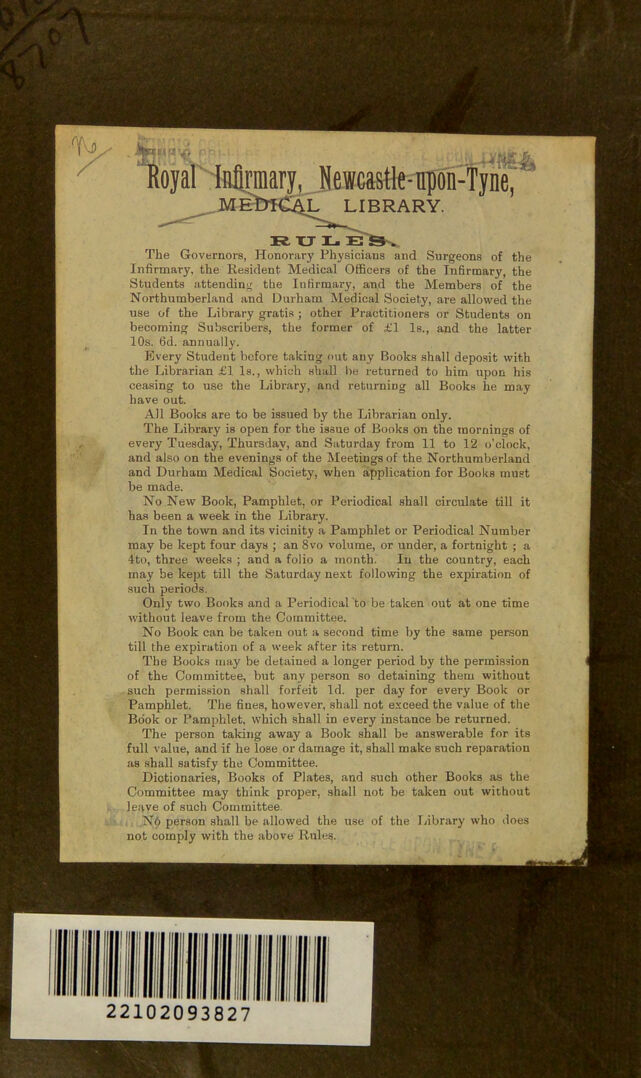 8707
No
Royal Infirmary, Newcastle-upon-Tyne,
MEDICAL LIBRARY.
RULES.
The Governors, Honorary Physicians and Surgeons of the
Infirmary, the Resident Medical Officers of the Infirmary, the
Students attending the Infirmary, and the Members of the
Northumberland and Durham Medical Society, are allowed the
use of the Library gratis ; other Practitioners or Students on
becoming Subscribers, the former of £1 1s., and the latter
10s. 6d. annually.
Every Student before taking out any Books shall deposit with
the Librarian £1 1s., which shall be returned to him upon his
ceasing to use the Library, and returning all Books he may
have out.
All Books are to be issued by the Librarian only.
The Library is open for the issue of Books on the mornings of
every Tuesday, Thursday, and Saturday from 11 to 12 o'clock,
and also on the evenings of the Meetings of the Northumberland
and Durham Medical Society, when application for Books must
be made.
No New Book, Pamphlet, or Periodical shall circulate till it
has been a week in the Library.
In the town and its vicinity a Pamphlet or Periodical Number
may be kept four days ; an 8vo volume, or under, a fortnight ; a
4to, three weeks ; and a folio a month. In the country, each
may be kept till the Saturday next following the expiration of
such periods.
Only two Books and a Periodical to be taken out at one time
without leave from the Committee.
No Book can be taken out a second time by the same person
till the expiration of a week after its return.
The Books may be detained a longer period by the permission
of the Committee, but any person so detaining them without
such permission shall forfeit 1d. per day for every Book or
Pamphlet. The fines, however, shall not exceed the value of the
Book or Pamphlet, which shall in every instance be returned.
The person taking away a Book shall be answerable for its
full value, and if he lose or damage it, shall make such reparation
as shall satisfy the Committee.
Dictionaries, Books of Plates, and such other Books as the
Committee may think proper, shall not be taken out without
leave of such Committee.
No person shall be allowed the use of the Library who does
not comply with the above Rules.
22102093827